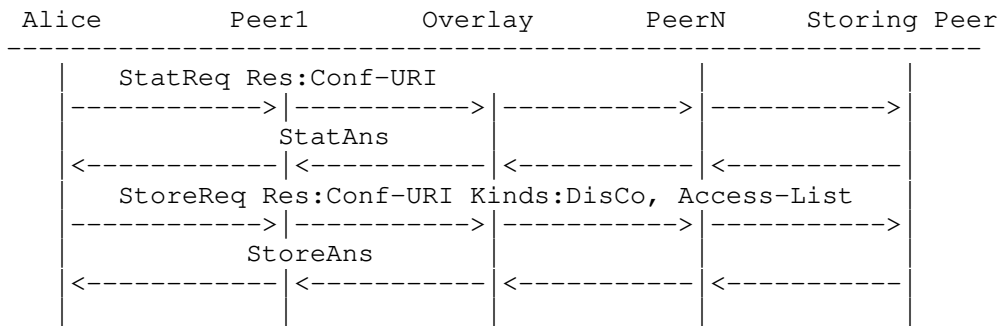 Alice Peer1 Overlay PeerN Storing Peer
-----------------------------------------------------------------
| StatReq Res:Conf-URI | |
|------------>|----------->|----------->|----------->|
| StatAns | |
|<------------|<-----------|<-----------|<-----------|
| StoreReq Res:Conf-URI Kinds:DisCo, Access-List |
|------------>|----------->|----------->|----------->|
| StoreAns | |
|<------------|<-----------|<-----------|<-----------|
| | | | |